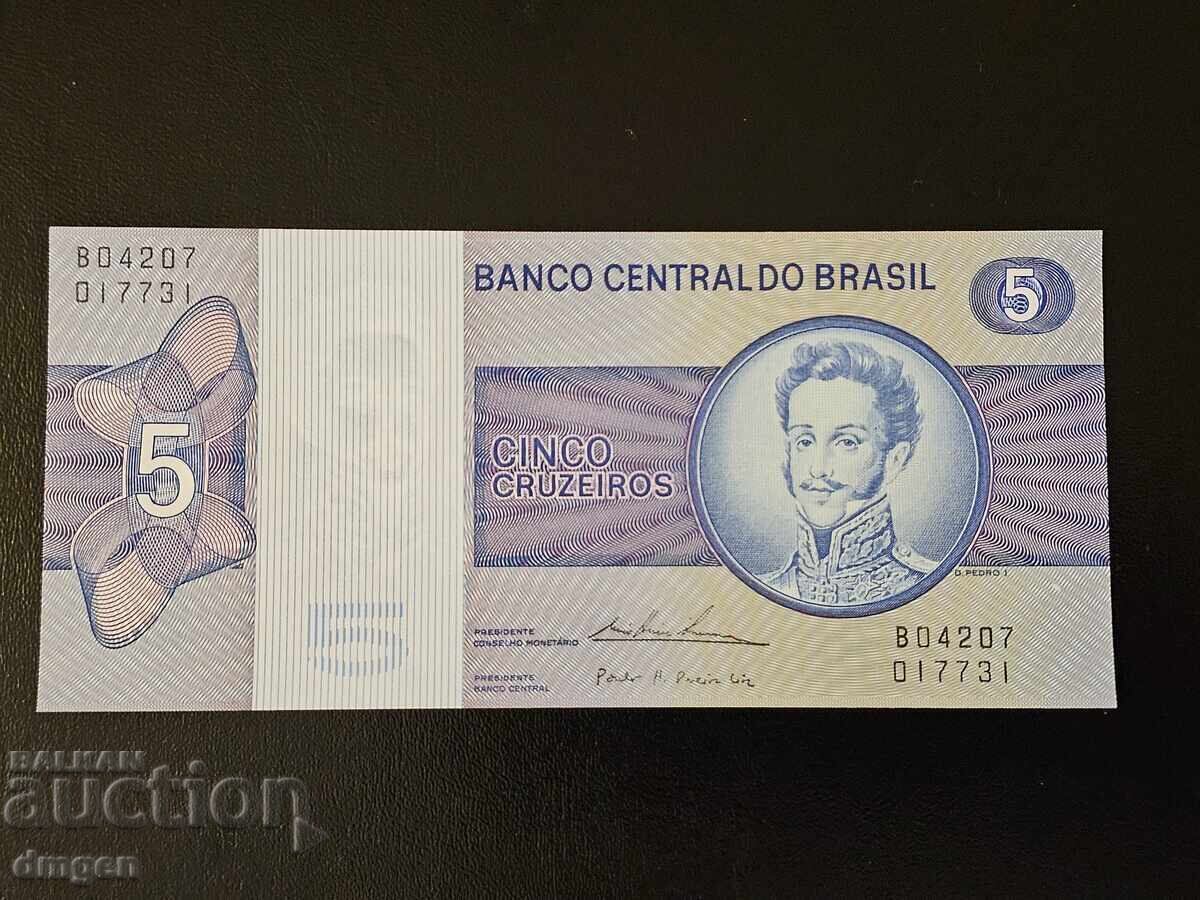 B04207
017731
BANCO CENTRAL DO BRASIL
5
5
CINCO
CRUZEIROS
D. PEDRO I
5
PRESIDENTE
CONSELHO MONETÁRIO
PRESIDENTE
BANCO CENTRAL
B04207
017731
BALKAN
auction
dmgen